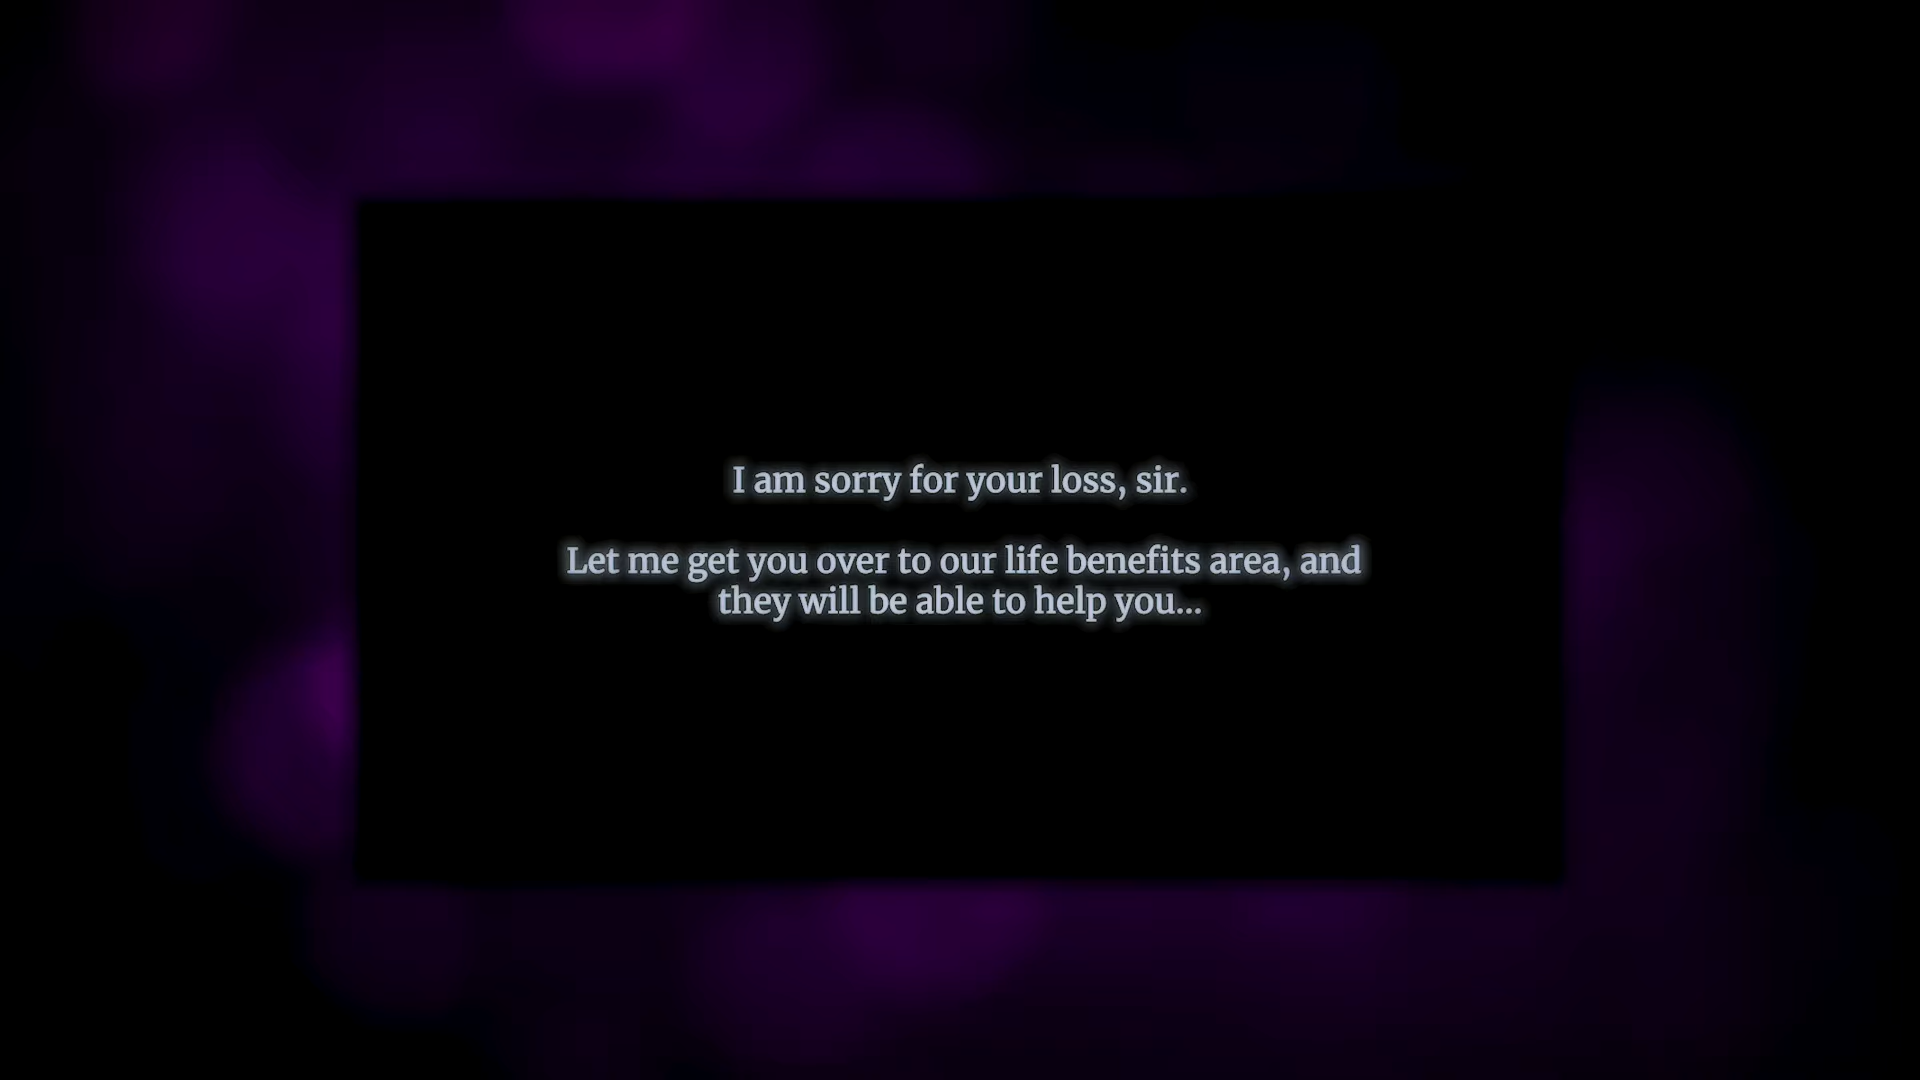 I am sorry for your loss, sir.
Let me get you over to our life benefits area, and
they will be able to help you...